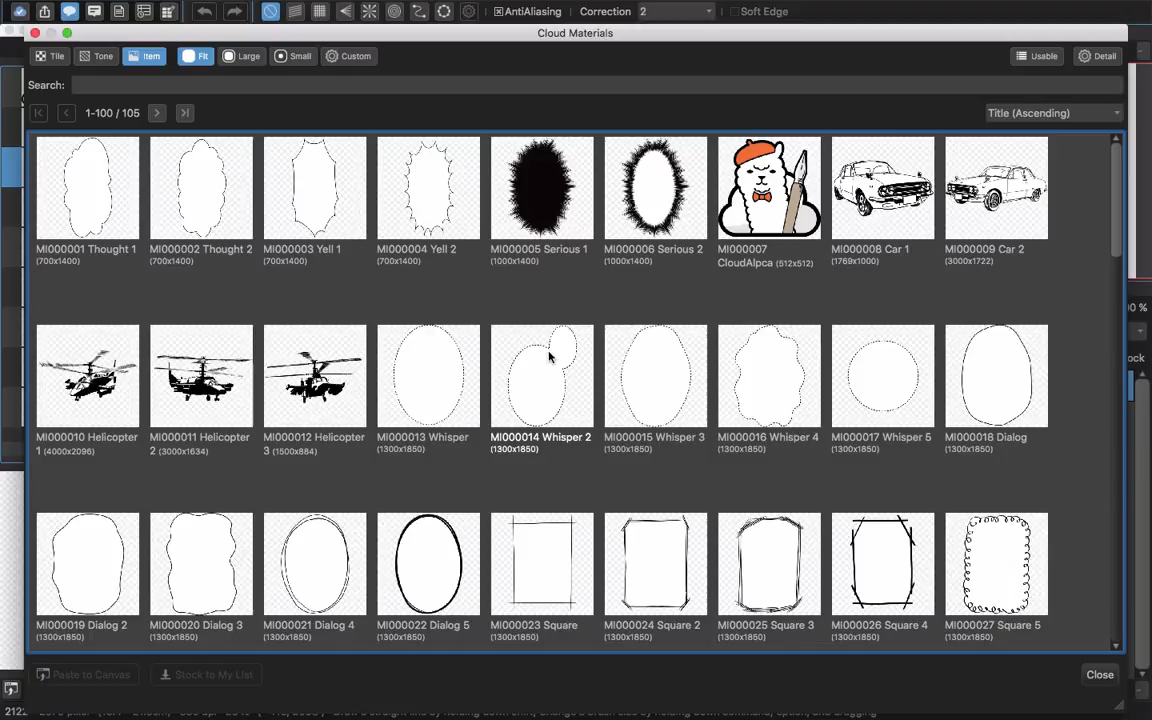 AntiAliasing Correction 2 Soft Edge
Cloud Materials
Tile Tone Item Fit Large Small Custom Usable Detail
Search:
1-100 / 105 Title (Ascending)
MI000001 Thought 1 MI000002 Thought 2 MI000003 Yell 1 MI000004 Yell 2 MI000005 Serious 1 MI000006 Serious 2 MI000007 MI000008 Car 1 MI000009 Car 2
(700x1400) (700x1400) (700x1400) (700x1400) (1000x1400) (1000x1400) CloudAlpca (512x512) (1769x1000) (3000x1722)
MI000010 Helicopter MI000011 Helicopter MI000012 Helicopter MI000013 Whisper MI000014 Whisper 2 MI000015 Whisper 3 MI000016 Whisper 4 MI000017 Whisper 5 MI000018 Dialog
1 (4000x2096) 2 (3000x1634) 3 (1500x884) (1300x1850) (1300x1850) (1300x1850) (1300x1850) (1300x1850) (1300x1850)
MI000019 Dialog 2 MI000020 Dialog 3 MI000021 Dialog 4 MI000022 Dialog 5 MI000023 Square MI000024 Square 2 MI000025 Square 3 MI000026 Square 4 MI000027 Square 5
(1300x1850) (1300x1850) (1300x1850) (1300x1850) (1300x1850) (1300x1850) (1300x1850) (1300x1850) (1300x1850)
Paste to Canvas Stock to My List Close